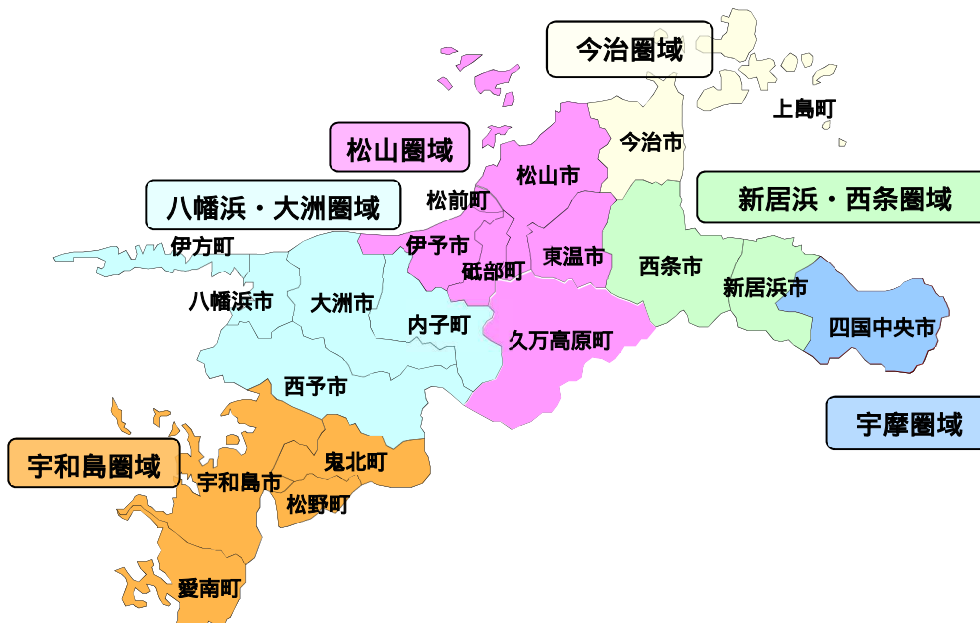 今治圏域
上島町
今治市
松山圏域
松山市
八幡浜・大洲圏域
松前町
新居浜・西条圏域
伊方町
伊予市
砥部町
東温市
西条市
新居浜市
八幡浜市
大洲市
内子町
久万高原町
四国中央市
西予市
宇摩圏域
宇和島圏域
鬼北町
宇和島市
松野町
愛南町